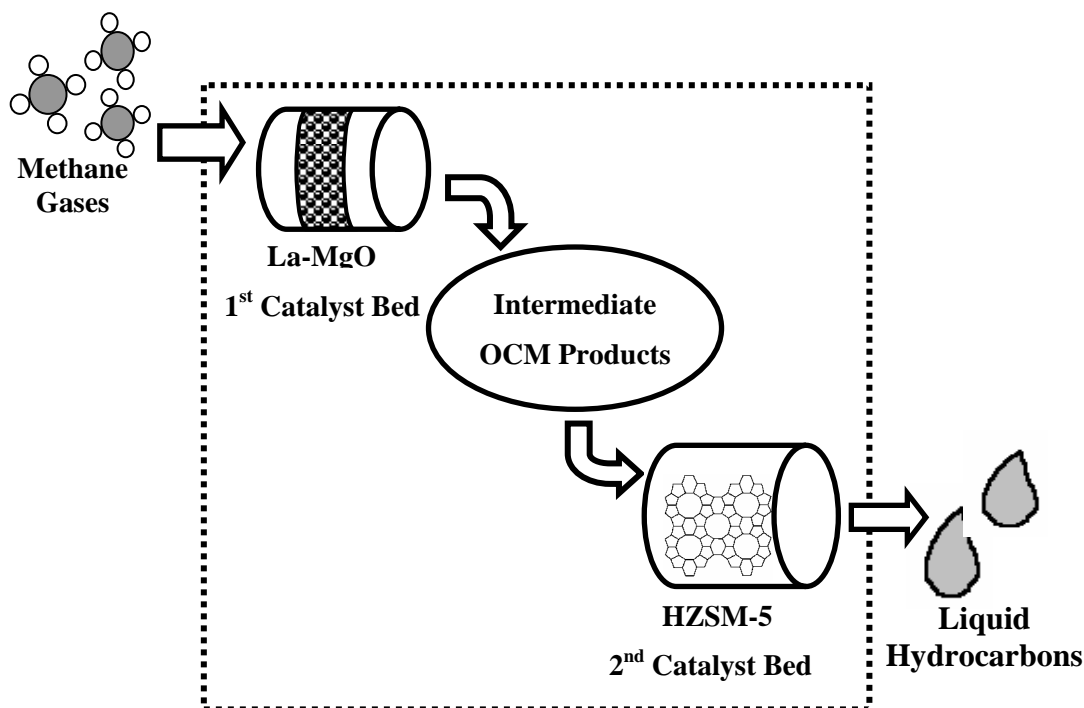 Methane
Gases
La-MgO
1st Catalyst Bed
Intermediate
OCM Products
HZSM-5
2nd Catalyst Bed
Liquid
Hydrocarbons